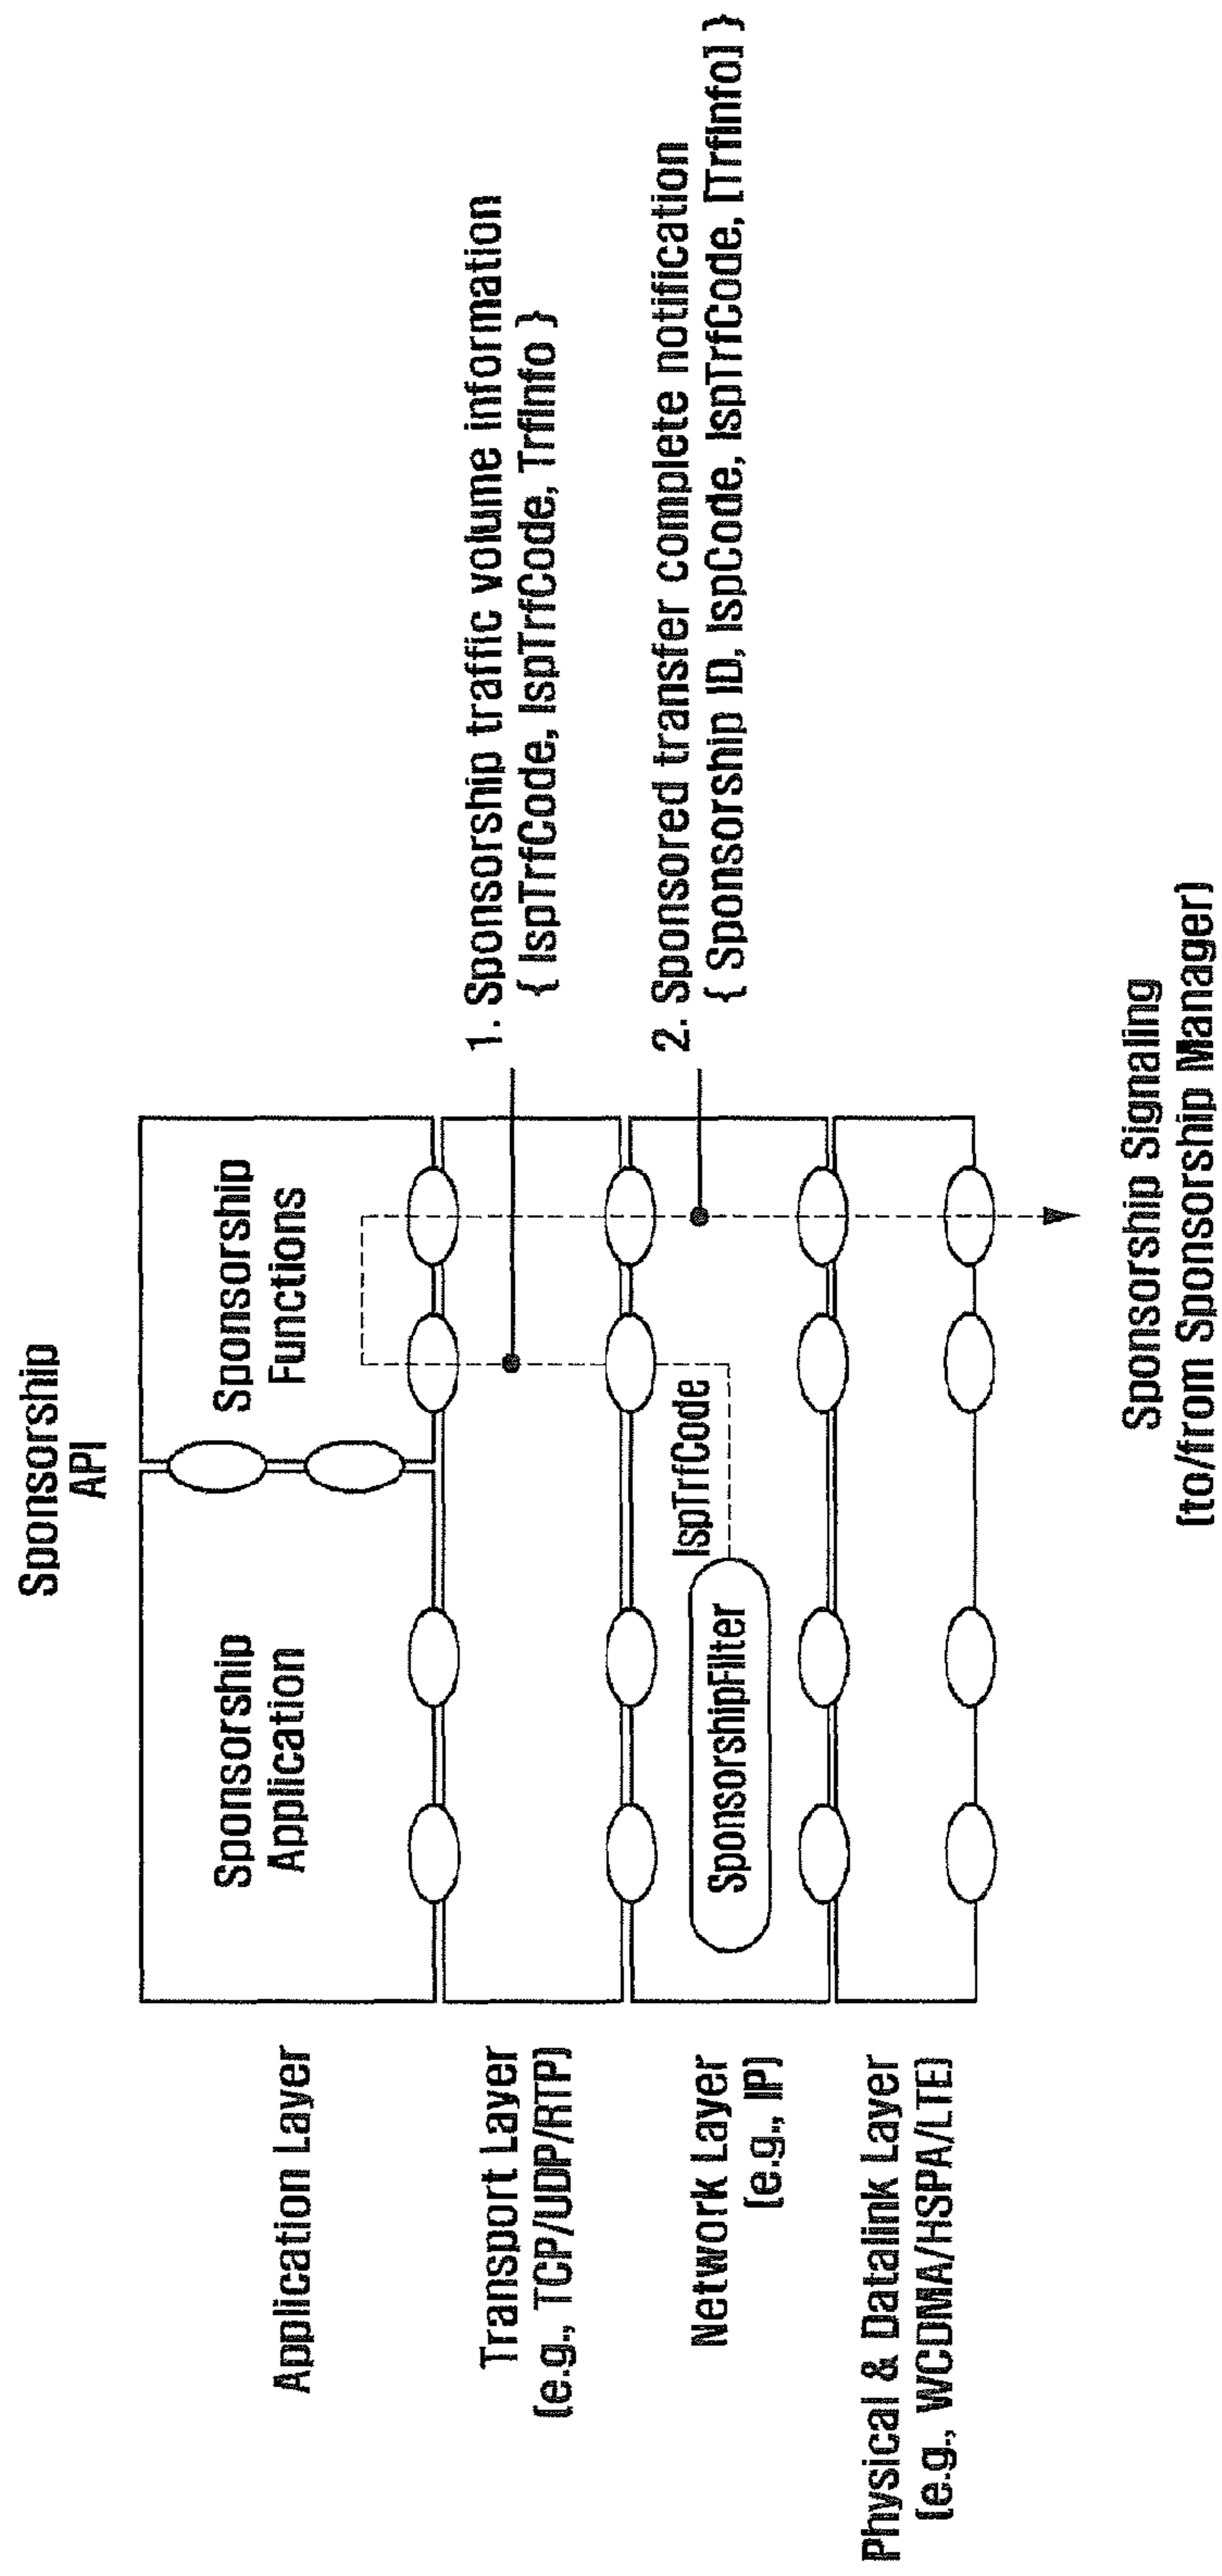 Sponsorship
API
Application Layer
Sponsorship
Application
Sponsorship
Functions
Transport Layer
(e.g., TCP/UDP/RTP)
1. Sponsorship traffic volume information
{ IspTrfCode, IspTrfCode, TrfInfo }
Network Layer
(e.g., IP)
SponsorshipFilter
IspTrfCode
2. Sponsored transfer complete notification
{ Sponsorship ID, IspCode, IspTrfCode, [TrfInfo] }
Physical & Datalink Layer
(e.g., WCDMA/HSPA/LTE)
Sponsorship Signaling
(to/from Sponsorship Manager)